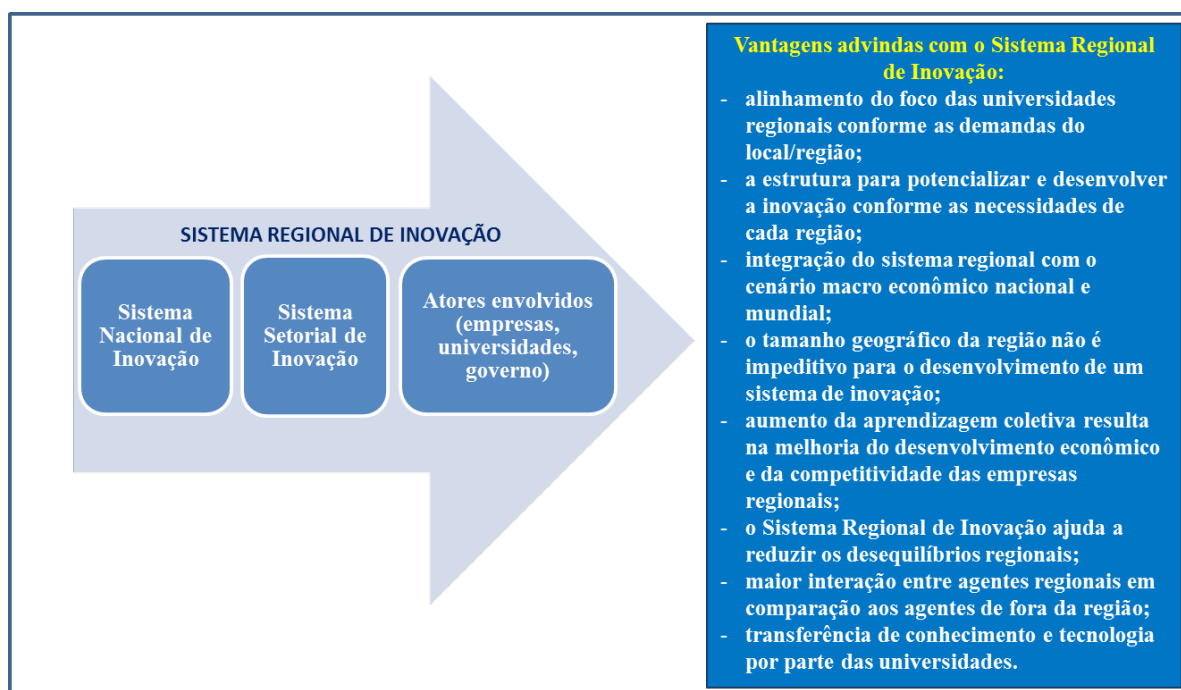 SISTEMA REGIONAL DE INOVAÇÃO
Sistema
Nacional de
Inovação
Sistema
Setorial de
Inovação
Atores envolvidos
(empresas,
universidades,
governo)
Vantagens advindas com o Sistema Regional
de Inovação:
- alinhamento do foco das universidades
regionais conforme as demandas do
local/região;
- a estrutura para potencializar e desenvolver
a inovação conforme as necessidades de
cada região;
- integração do sistema regional com o
cenário macro econômico nacional e
mundial;
- o tamanho geográfico da região não é
impeditivo para o desenvolvimento de um
sistema de inovação;
- aumento da aprendizagem coletiva resulta
na melhoria do desenvolvimento econômico
e da competitividade das empresas
regionais;
- o Sistema Regional de Inovação ajuda a
reduzir os desequilíbrios regionais;
- maior interação entre agentes regionais em
comparação aos agentes de fora da região;
- transferência de conhecimento e tecnologia
por parte das universidades.